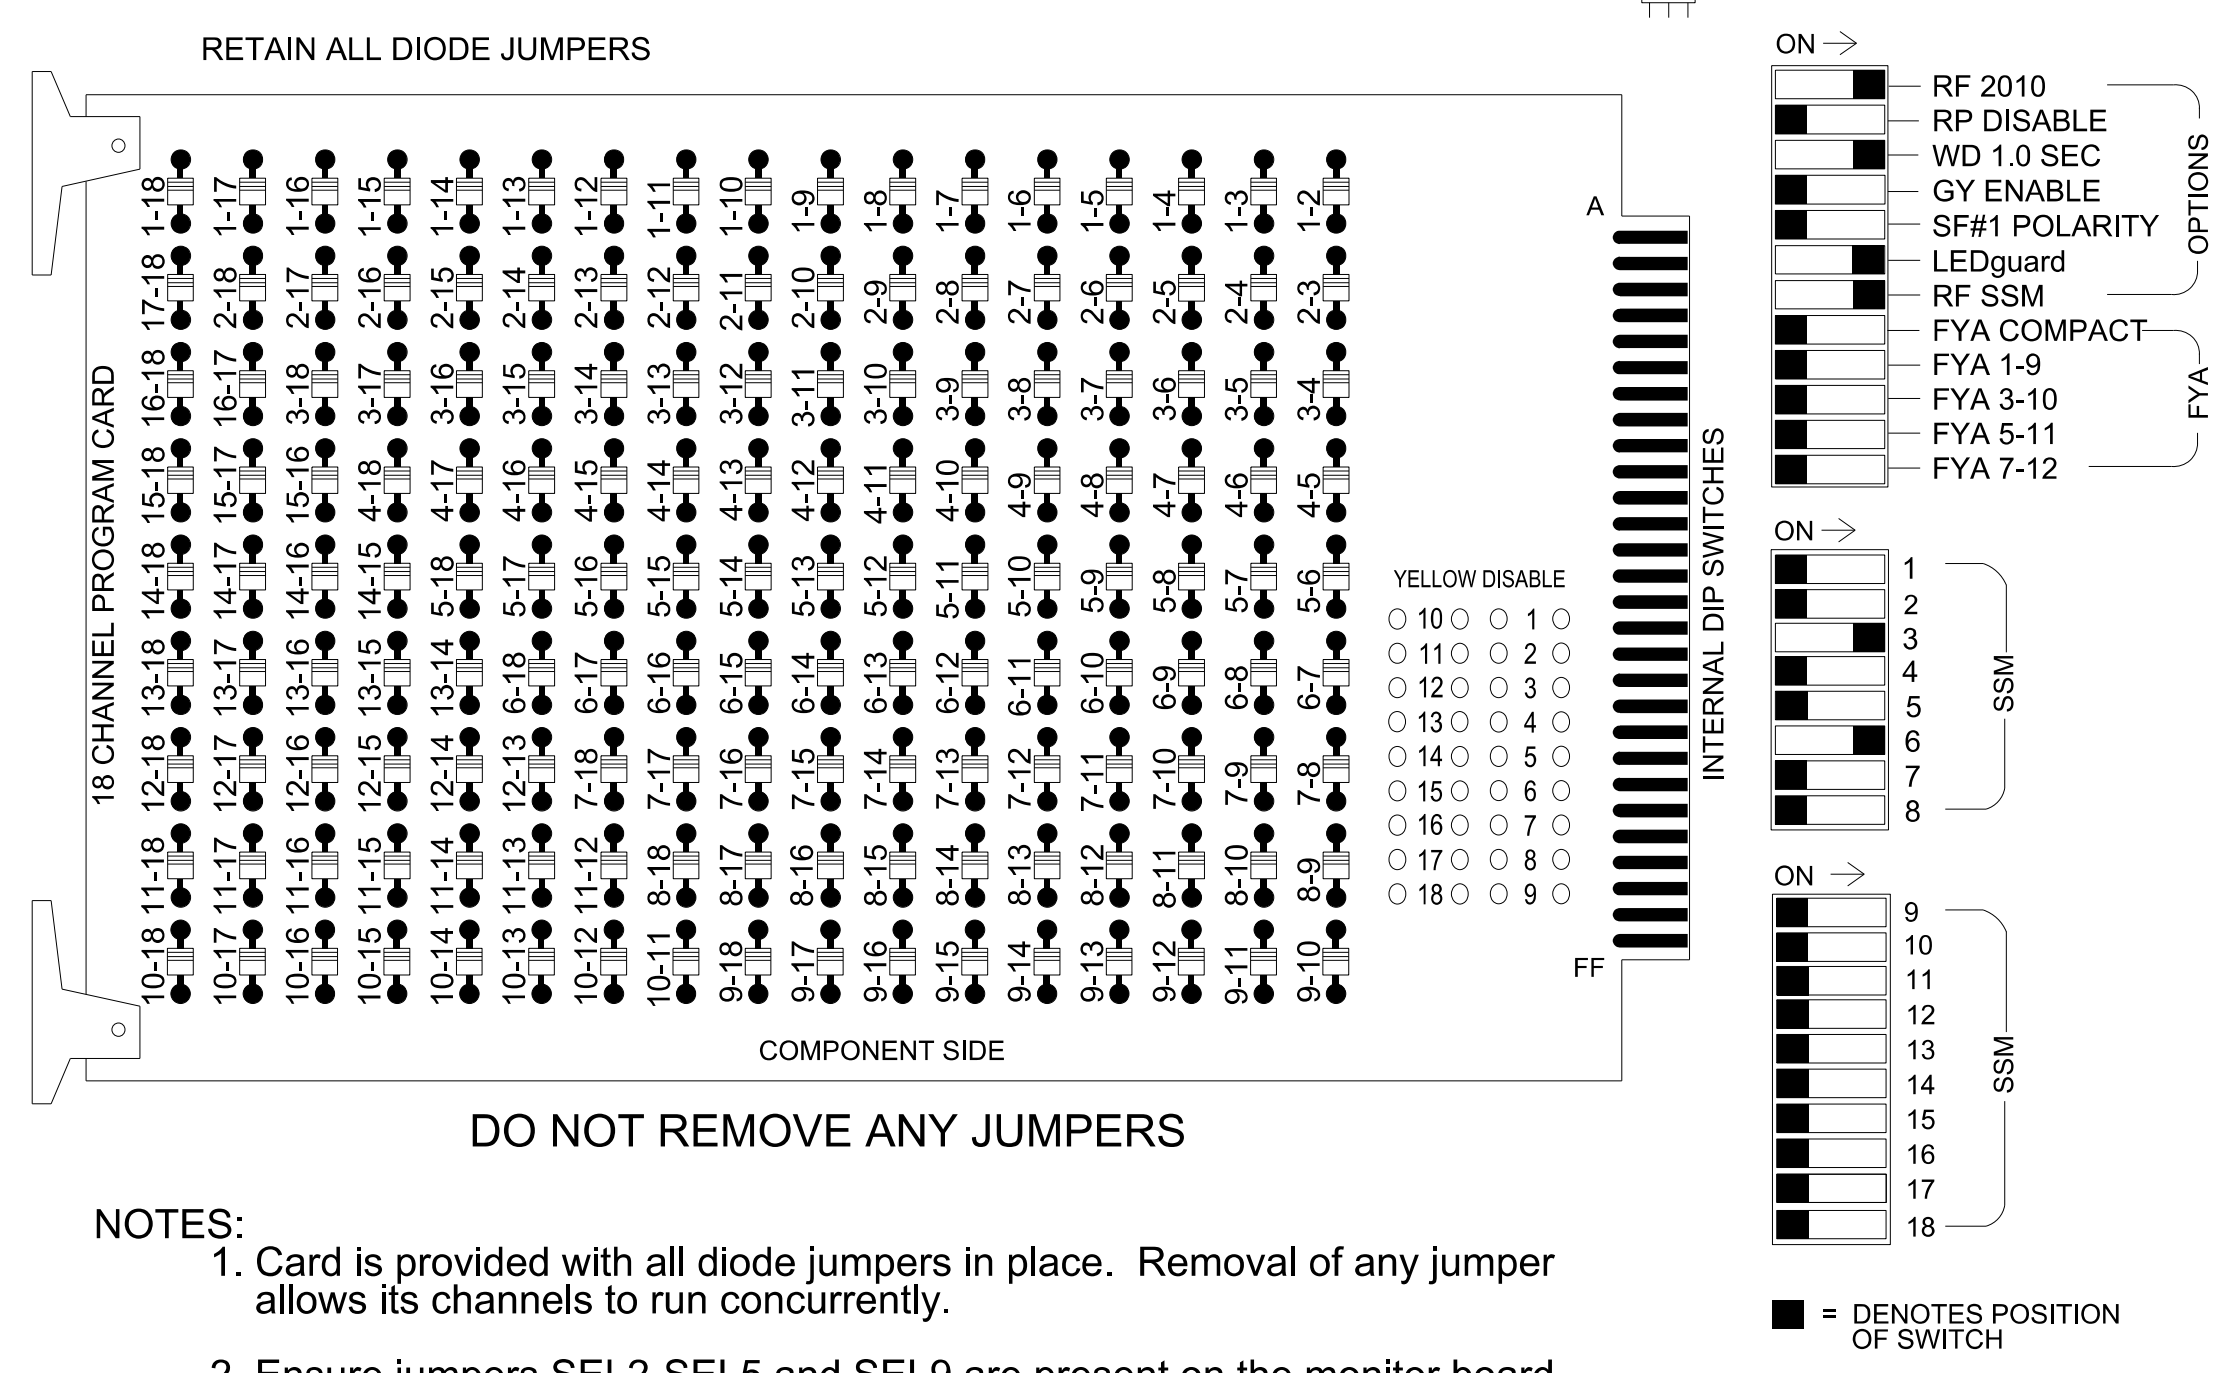 RETAIN ALL DIODE JUMPERS
18 CHANNEL PROGRAM CARD
1-18 1-17 1-16 1-15 1-14 1-13 1-12 1-11 1-10 1-9 1-8 1-7 1-6 1-5 1-4 1-3 1-2
17-18 2-18 2-17 2-16 2-15 2-14 2-13 2-12 2-11 2-10 2-9 2-8 2-7 2-6 2-5 2-4 2-3
16-18 16-17 3-18 3-17 3-16 3-15 3-14 3-13 3-12 3-11 3-10 3-9 3-8 3-7 3-6 3-5 3-4
15-18 15-17 15-16 4-18 4-17 4-16 4-15 4-14 4-13 4-12 4-11 4-10 4-9 4-8 4-7 4-6 4-5
14-18 14-17 14-16 14-15 5-18 5-17 5-16 5-15 5-14 5-13 5-12 5-11 5-10 5-9 5-8 5-7 5-6
13-18 13-17 13-16 13-15 13-14 6-18 6-17 6-16 6-15 6-14 6-13 6-12 6-11 6-10 6-9 6-8 6-7
12-18 12-17 12-16 12-15 12-14 12-13 7-18 7-17 7-16 7-15 7-14 7-13 7-12 7-11 7-10 7-9 7-8
11-18 11-17 11-16 11-15 11-14 11-13 11-12 8-18 8-17 8-16 8-15 8-14 8-13 8-12 8-11 8-10 8-9
10-18 10-17 10-16 10-15 10-14 10-13 10-12 10-11 9-18 9-17 9-16 9-15 9-14 9-13 9-12 9-11 9-10
A
FF
YELLOW DISABLE
10 1
11 2
12 3
13 4
14 5
15 6
16 7
17 8
18 9
COMPONENT SIDE
INTERNAL DIP SWITCHES
ON
RF 2010
RP DISABLE
WD 1.0 SEC
GY ENABLE
SF#1 POLARITY
LEDguard
RF SSM
OPTIONS
FYA COMPACT
FYA 1-9
FYA 3-10
FYA 5-11
FYA 7-12
FYA
ON
1
2
3
4
5
6
7
8
SSM
ON
9
10
11
12
13
14
15
16
17
18
SSM
= DENOTES POSITION
OF SWITCH
DO NOT REMOVE ANY JUMPERS
NOTES:
1. Card is provided with all diode jumpers in place. Removal of any jumper
allows its channels to run concurrently.
2. Ensure jumpers SEL2-SEL5 and SEL9 are present on the monitor board.